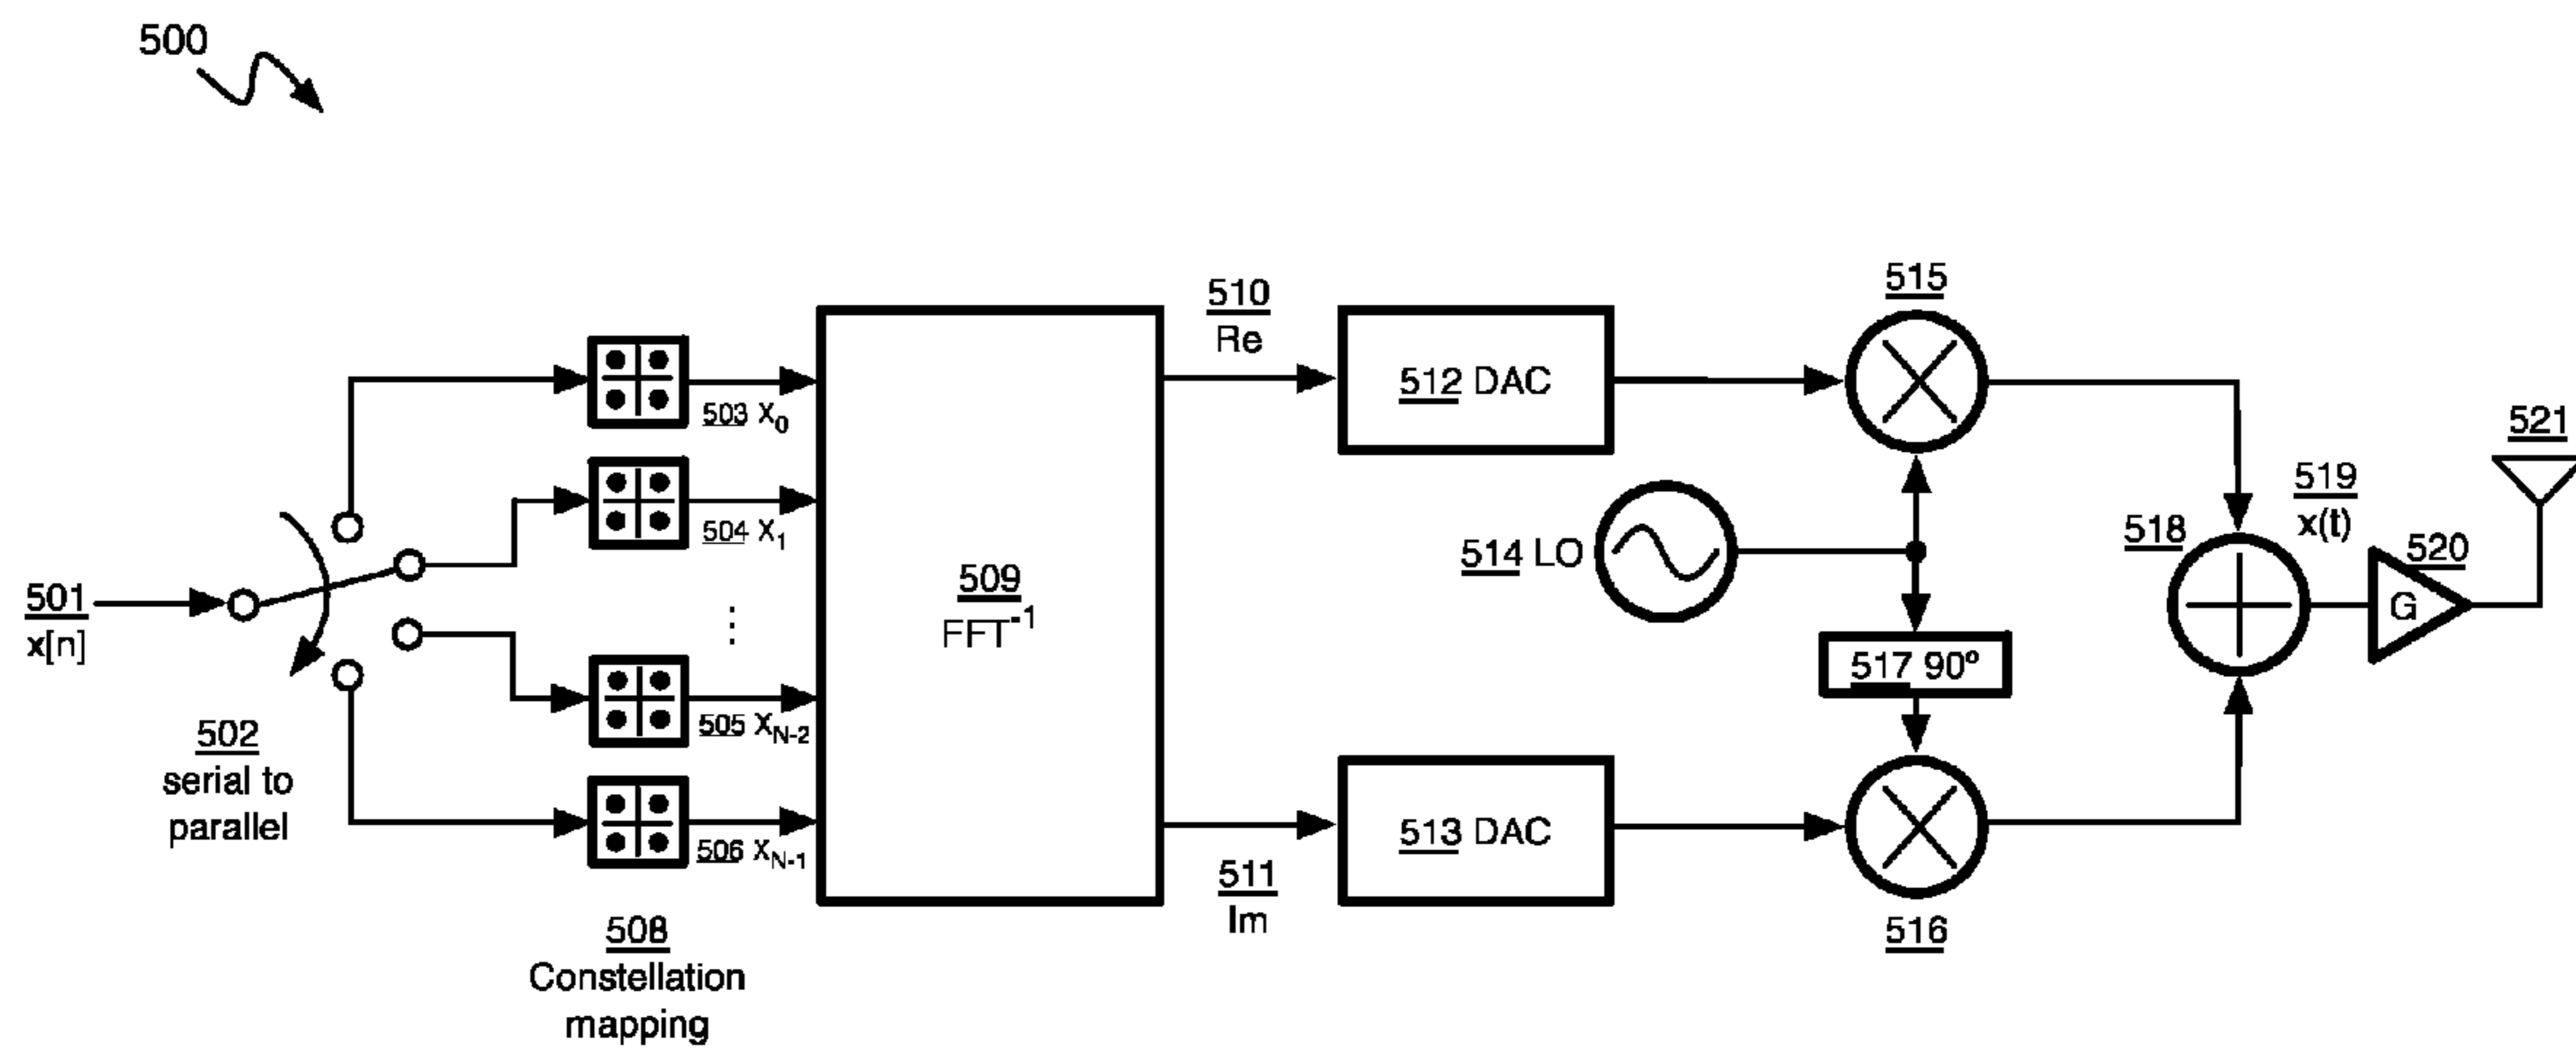 500
501
x[n]
502
serial to
parallel
503 X0
504 X1
⋮
505 XN-2
506 XN-1
508
Constellation
mapping
509
FFT-1
510
Re
511
Im
512 DAC
513 DAC
514 LO
515
517 90º
516
518
519
x(t)
520
G
521